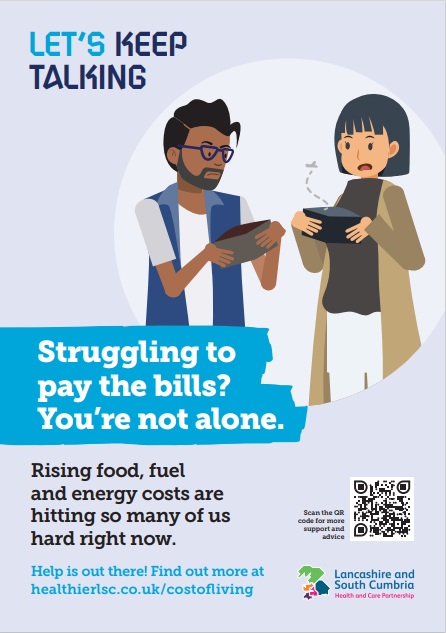 LET'S KEEP
TALKING
Struggling to
pay the bills?
You're not alone.
Rising food, fuel
and energy costs are
hitting so many of us
hard right now.
Scan the QR
code for more
support and
advice
Help is out there! Find out more at
healthierlsc.co.uk/costofliving
Lancashire and
South Cumbria
Health and Care Partnership